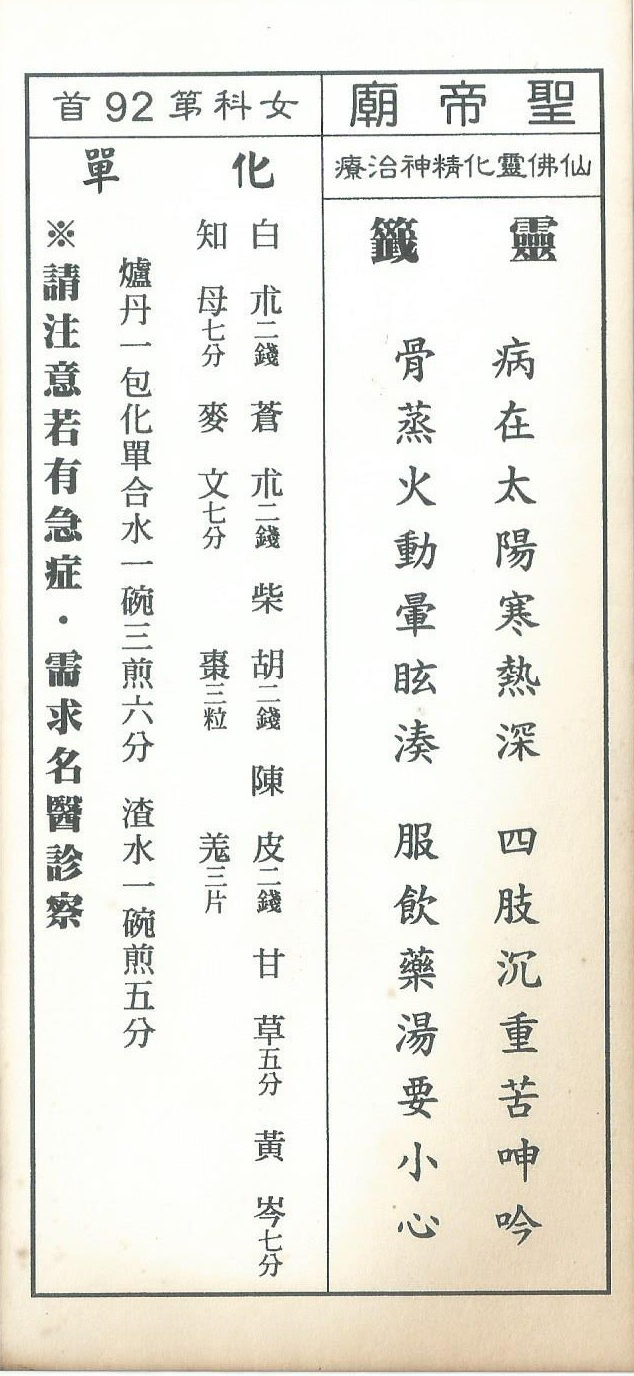 聖帝廟
仙佛靈化精神治療
靈籤
病在太陽寒熱深 四肢沉重苦呻吟
骨蒸火動暈眩湊 服飲藥湯要小心
女科第92首
化單
白朮二錢 蒼朮二錢 柴胡二錢 陳皮二錢 甘草五分 黃岑七分
知母七分 麥文七分 棗三粒 羗三片
爐丹一包化單合水一碗三煎六分 渣水一碗煎五分
※請注意若有急症・需求名醫診察